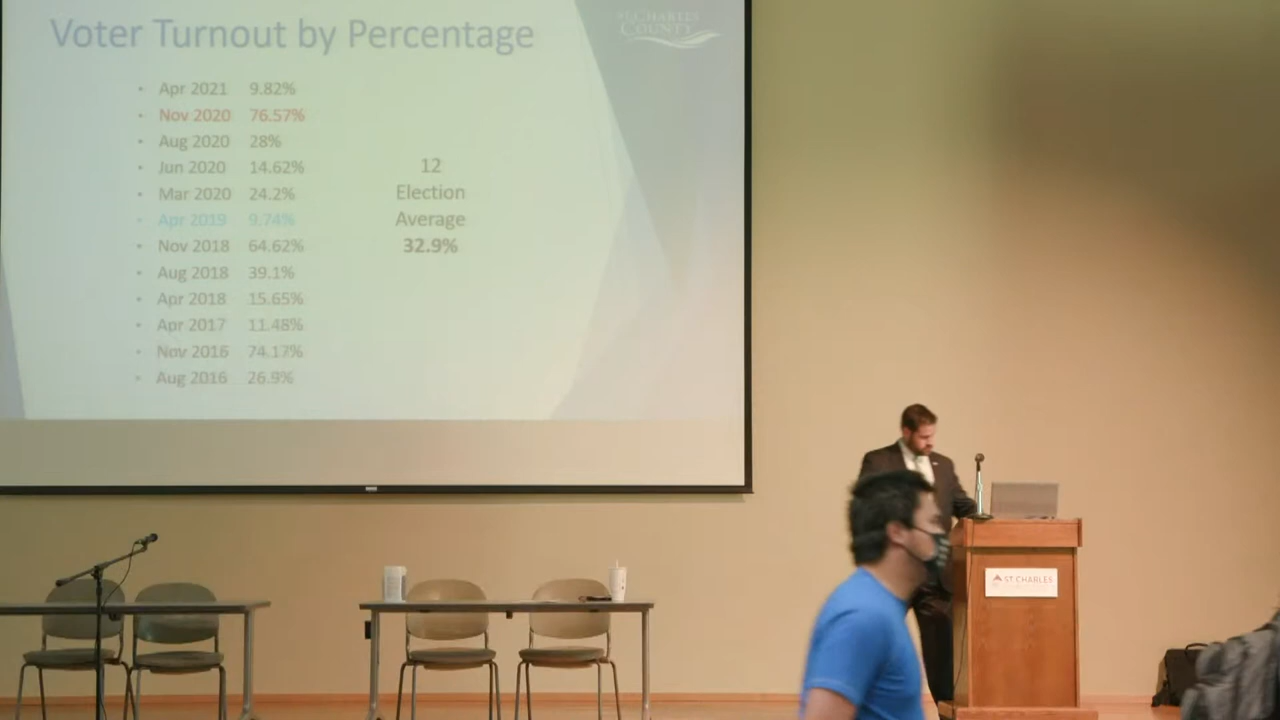 Voter Turnout by Percentage
ST. CHARLES
COUNTY
• Apr 2021 9.82%
• Nov 2020 76.57%
• Aug 2020 28%
• Jun 2020 14.62%
• Mar 2020 24.2%
• Apr 2019 9.74%
• Nov 2018 64.62%
• Aug 2018 39.1%
• Apr 2018 15.65%
• Apr 2017 11.48%
• Nov 2016 74.17%
• Aug 2016 26.9%
12
Election
Average
32.9%
ST. CHARLES